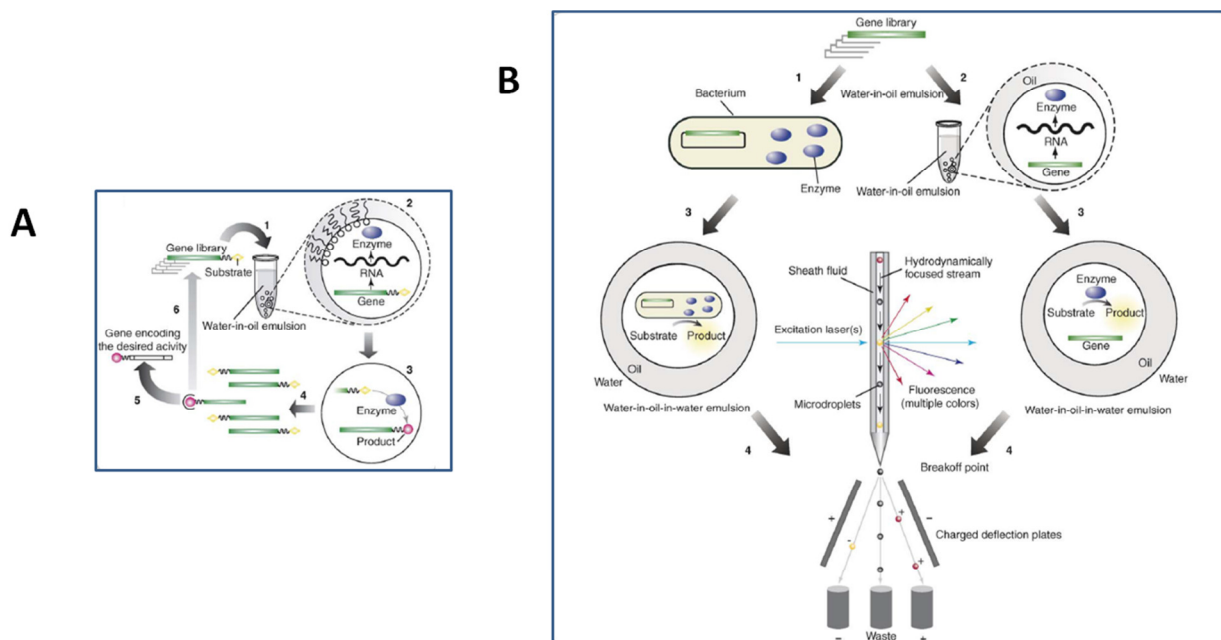 A
1
2
Gene library
Substrate
Enzyme
RNA
Gene
Water-in-oil emulsion
6
Gene encoding
the desired acivity
5
4
3
Enzyme
Product
B
Gene library
1
2
Water-in-oil emulsion
Oil
Bacterium
Enzyme
RNA
Gene
Enzyme
Water-in-oil emulsion
3
3
Sheath fluid
Hydrodynamically
focused stream
Substrate
Product
Excitation laser(s)
Enzyme
Substrate
Product
Gene
Oil
Water
Microdroplets
Fluorescence
(multiple colors)
Oil
Water
Water-in-oil-in-water emulsion
Water-in-oil-in-water emulsion
4
4
Breakoff point
+
+
−
Charged deflection plates
-
+
−
Waste
+